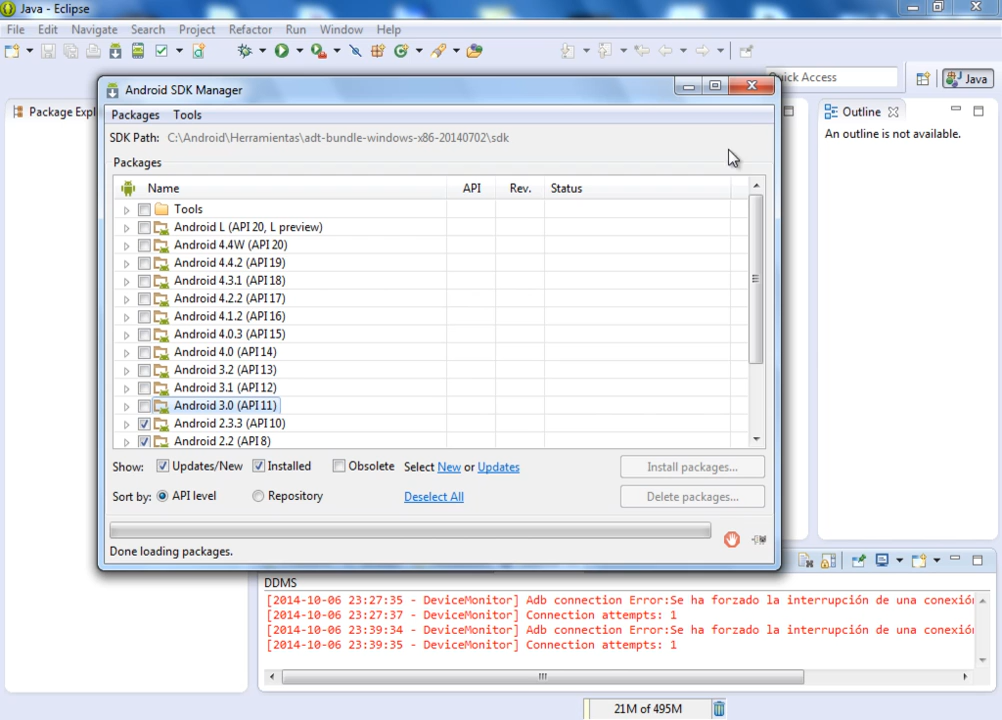 Java - Eclipse
File Edit Navigate Search Project Refactor Run Window Help
Quick Access
Java
Package Expl
Outline
An outline is not available.
Android SDK Manager
Packages Tools
SDK Path: C:\Android\Herramientas\adt-bundle-windows-x86-20140702\sdk
Packages
Name API Rev. Status
Tools
Android L (API 20, L preview)
Android 4.4W (API 20)
Android 4.4.2 (API 19)
Android 4.3.1 (API 18)
Android 4.2.2 (API 17)
Android 4.1.2 (API 16)
Android 4.0.3 (API 15)
Android 4.0 (API 14)
Android 3.2 (API 13)
Android 3.1 (API 12)
Android 3.0 (API 11)
Android 2.3.3 (API 10)
Android 2.2 (API 8)
Show: Updates/New Installed Obsolete Select New or Updates
Install packages...
Sort by: API level Repository Deselect All
Delete packages...
Done loading packages.
DDMS
[2014-10-06 23:27:35 - DeviceMonitor] Adb connection Error:Se ha forzado la interrupción de una conexión
[2014-10-06 23:27:37 - DeviceMonitor] Connection attempts: 1
[2014-10-06 23:39:34 - DeviceMonitor] Adb connection Error:Se ha forzado la interrupción de una conexión
[2014-10-06 23:39:35 - DeviceMonitor] Connection attempts: 1
21M of 495M